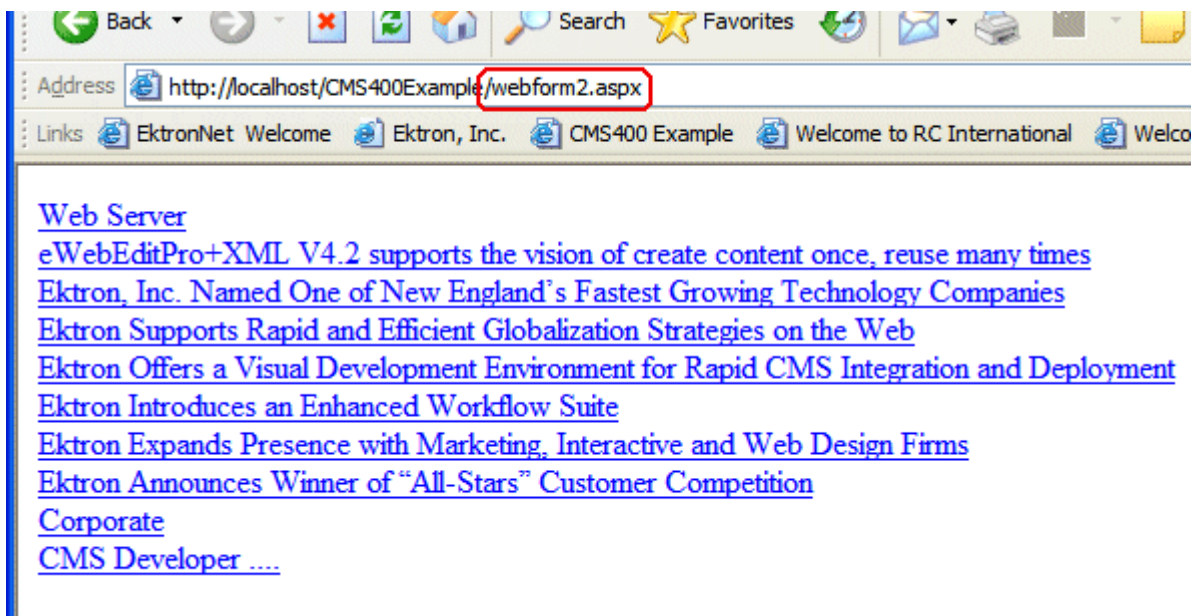 Back Search Favorites
Address http://localhost/CMS400Example/webform2.aspx
Links EktronNet Welcome Ektron, Inc. CMS400 Example Welcome to RC International Welco
Web Server
eWebEditPro+XML V4.2 supports the vision of create content once, reuse many times
Ektron, Inc. Named One of New England's Fastest Growing Technology Companies
Ektron Supports Rapid and Efficient Globalization Strategies on the Web
Ektron Offers a Visual Development Environment for Rapid CMS Integration and Deployment
Ektron Introduces an Enhanced Workflow Suite
Ektron Expands Presence with Marketing, Interactive and Web Design Firms
Ektron Announces Winner of “All-Stars” Customer Competition
Corporate
CMS Developer ....